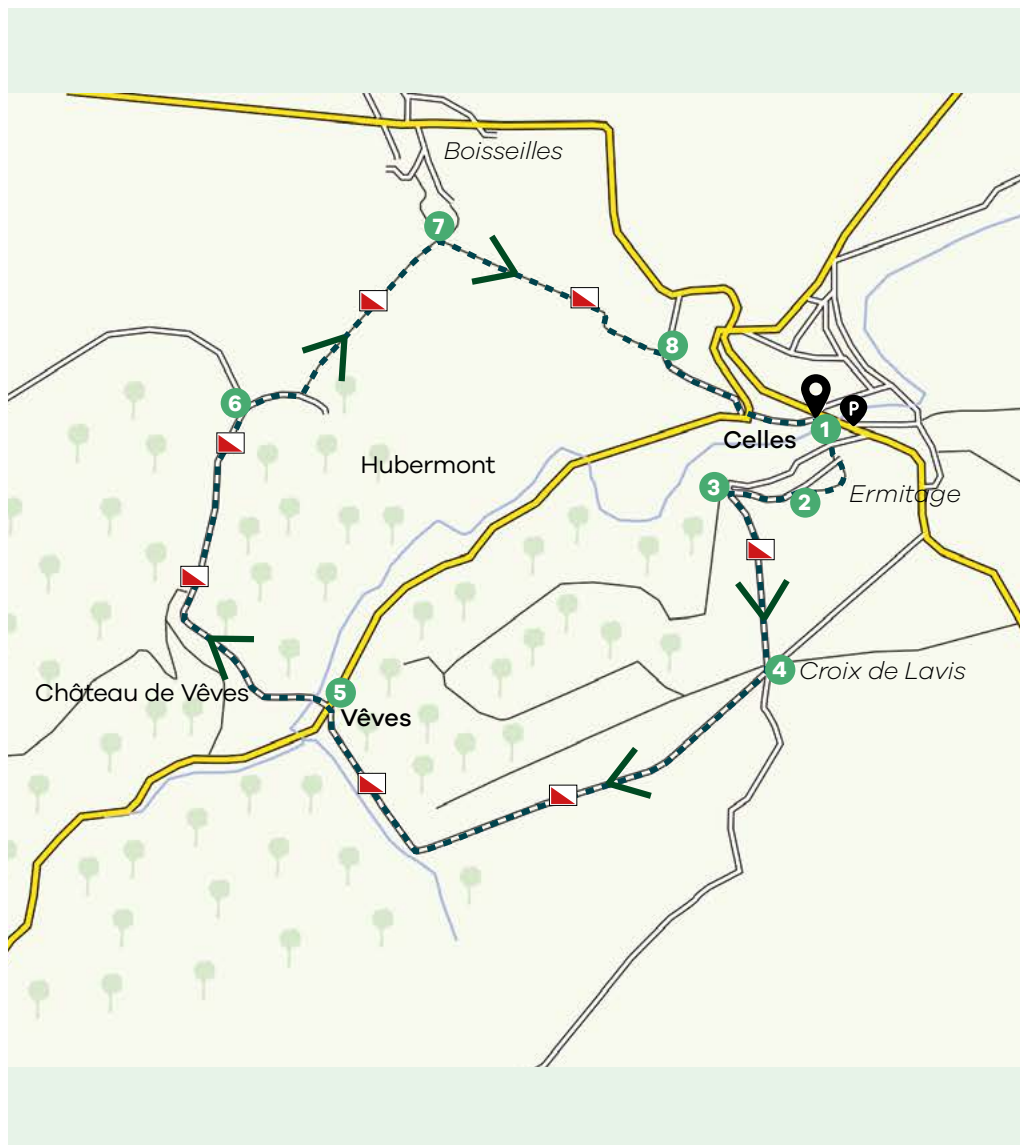 Boisseilles
7
8
6
P
1
Celles
Hubermont
3
2
Ermitage
4
Croix de Lavis
Château de Vêves
5
Vêves